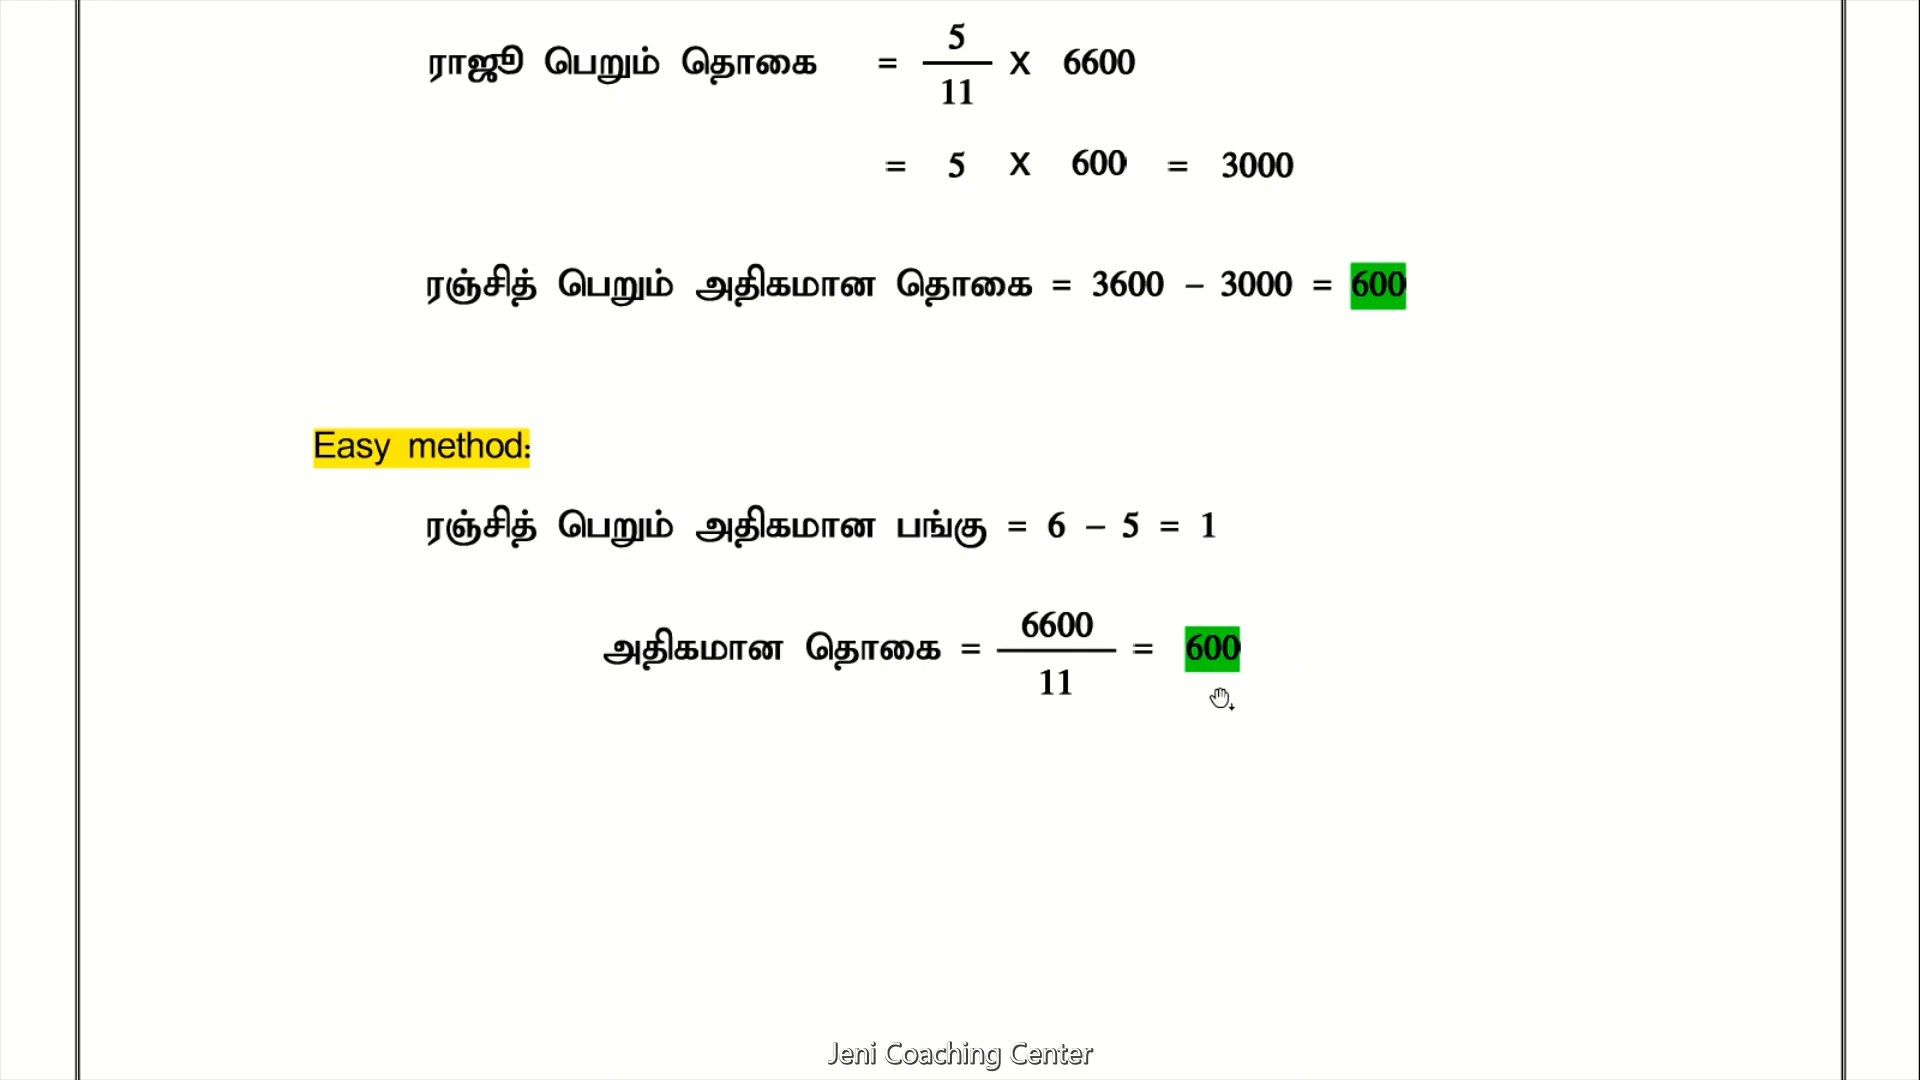 ராஜூ பெறும் தொகை = 5/11 X 6600
= 5 X 600 = 3000
ரஞ்சித் பெறும் அதிகமான தொகை = 3600 – 3000 = 600
Easy method:
ரஞ்சித் பெறும் அதிகமான பங்கு = 6 – 5 = 1
அதிகமான தொகை = 6600/11 = 600
Jeni Coaching Center